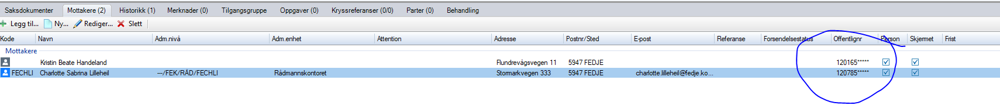 Saksdokumenter Mottakere (2) Historikk (1) Merknader (0) Tilgangsgruppe Oppgaver (0) Kryssreferanser (0/0) Parter (0) Behandling
Legg til... Ny... Rediger... Slett
Kode Navn Adm.nivå Adm.enhet Attention Adresse Postnr/Sted E-post Referanse Forsendelsestatus Offentlignr Person Skjermet Frist
Mottakere
Kristin Beate Handeland Flundrevågsvegen 11 5947 FEDJE 120165*****
FECHLI Charlotte Sabrina Lilleheil ---/FEK/RÅD/FECHLI Rådmannskontoret Stormarkvegen 333 5947 FEDJE charlotte.lilleheil@fedje.ko... 120785*****